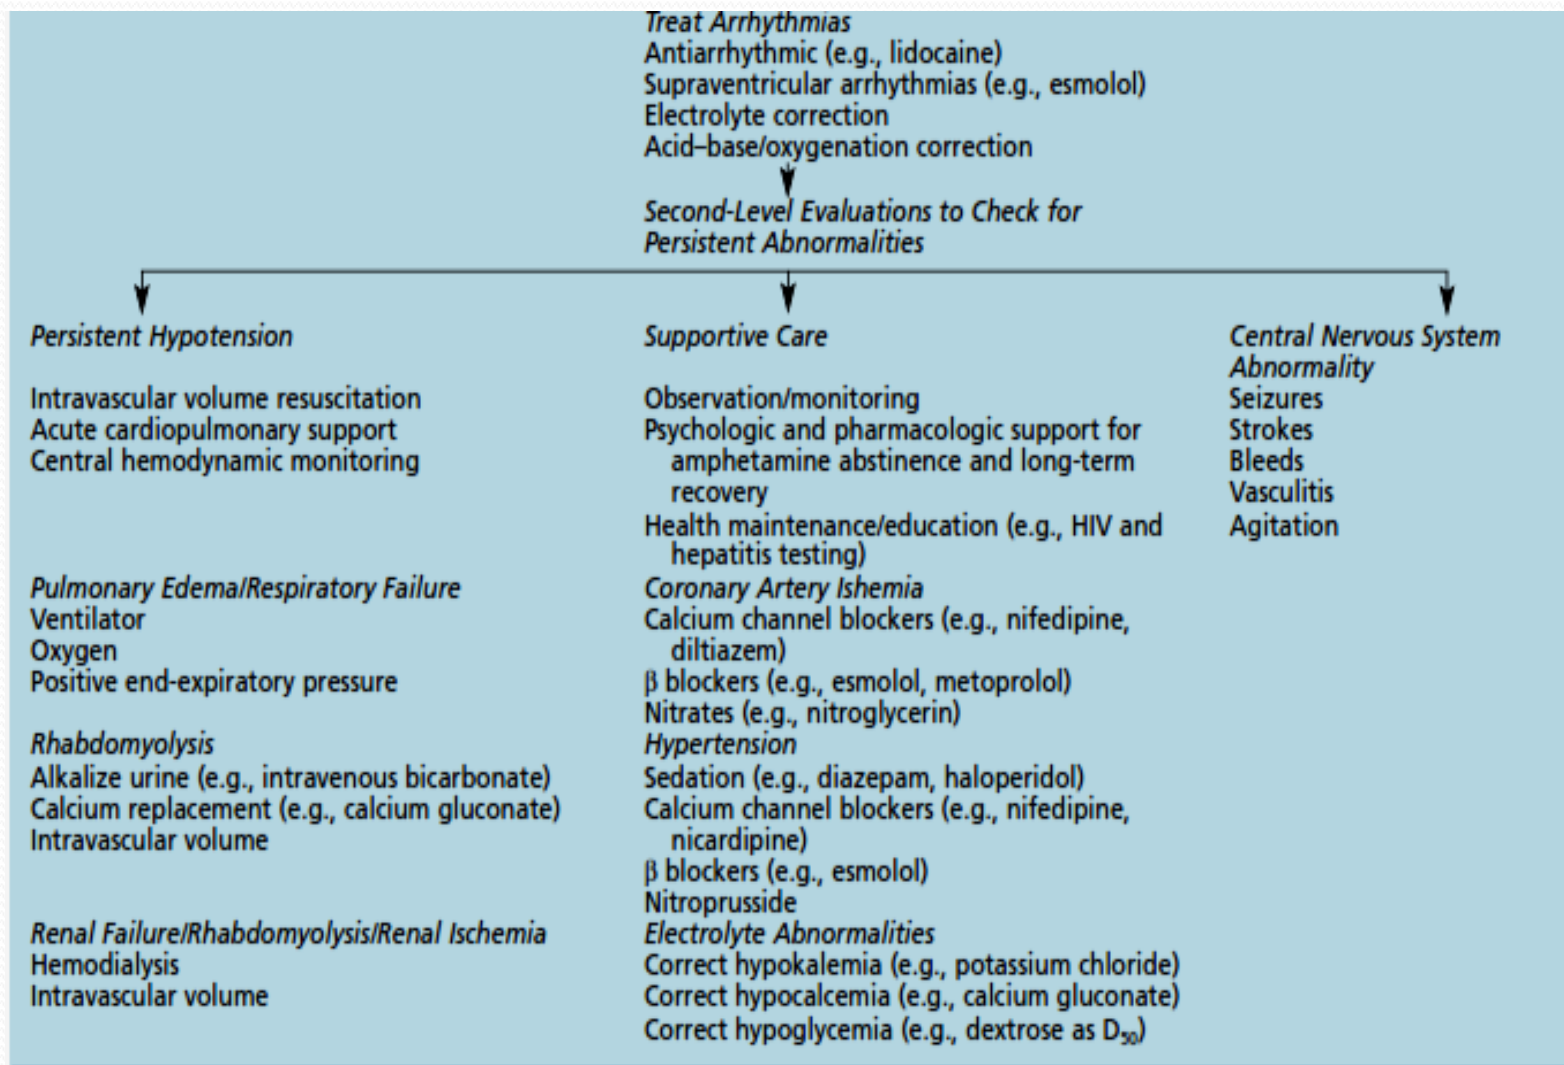 Treat Arrhythmias
Antiarrhythmic (e.g., lidocaine)
Supraventricular arrhythmias (e.g., esmolol)
Electrolyte correction
Acid–base/oxygenation correction
Second-Level Evaluations to Check for
Persistent Abnormalities
Persistent Hypotension
Intravascular volume resuscitation
Acute cardiopulmonary support
Central hemodynamic monitoring
Pulmonary Edema/Respiratory Failure
Ventilator
Oxygen
Positive end-expiratory pressure
Rhabdomyolysis
Alkalize urine (e.g., intravenous bicarbonate)
Calcium replacement (e.g., calcium gluconate)
Intravascular volume
Renal Failure/Rhabdomyolysis/Renal Ischemia
Hemodialysis
Intravascular volume
Supportive Care
Observation/monitoring
Psychologic and pharmacologic support for
amphetamine abstinence and long-term
recovery
Health maintenance/education (e.g., HIV and
hepatitis testing)
Coronary Artery Ishemia
Calcium channel blockers (e.g., nifedipine,
diltiazem)
β blockers (e.g., esmolol, metoprolol)
Nitrates (e.g., nitroglycerin)
Hypertension
Sedation (e.g., diazepam, haloperidol)
Calcium channel blockers (e.g., nifedipine,
nicardipine)
β blockers (e.g., esmolol)
Nitroprusside
Electrolyte Abnormalities
Correct hypokalemia (e.g., potassium chloride)
Correct hypocalcemia (e.g., calcium gluconate)
Correct hypoglycemia (e.g., dextrose as D₅₀)
Central Nervous System
Abnormality
Seizures
Strokes
Bleeds
Vasculitis
Agitation